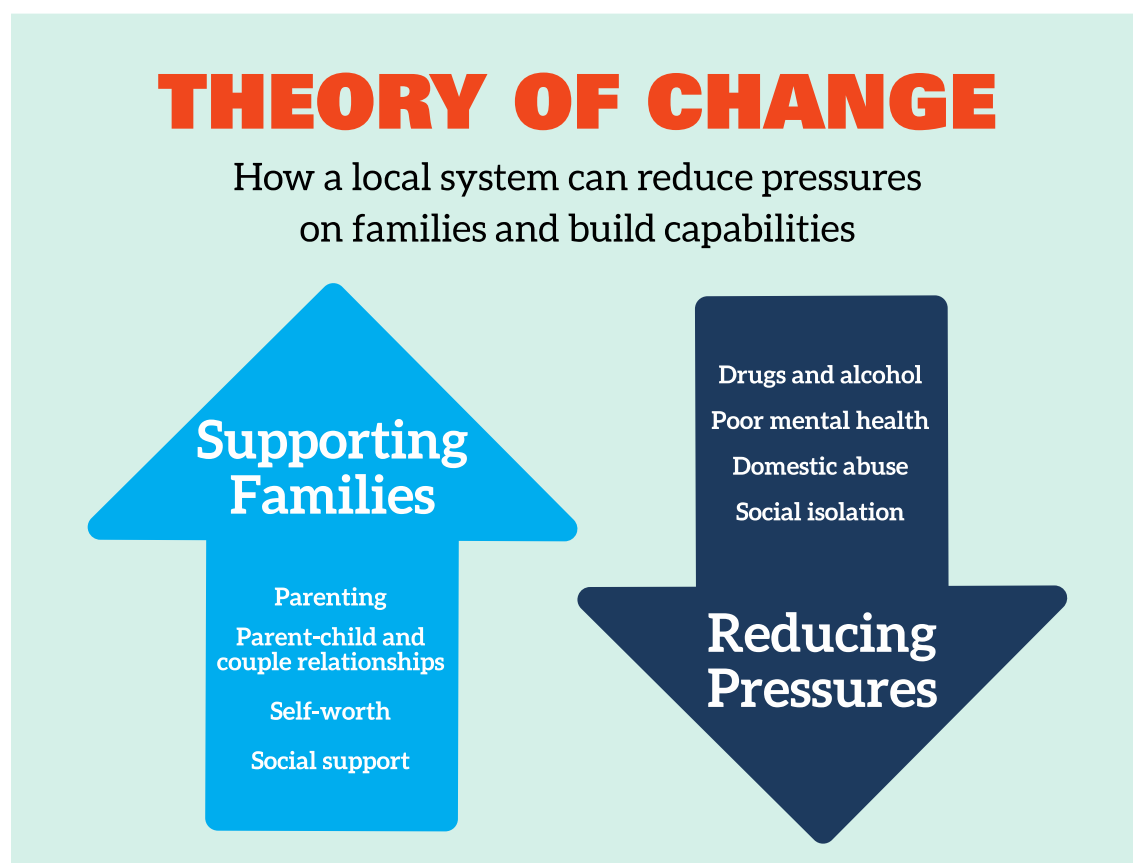 THEORY OF CHANGE
How a local system can reduce pressures
on families and build capabilities
Supporting
Families
Parenting
Parent-child and
couple relationships
Self-worth
Social support
Drugs and alcohol
Poor mental health
Domestic abuse
Social isolation
Reducing
Pressures